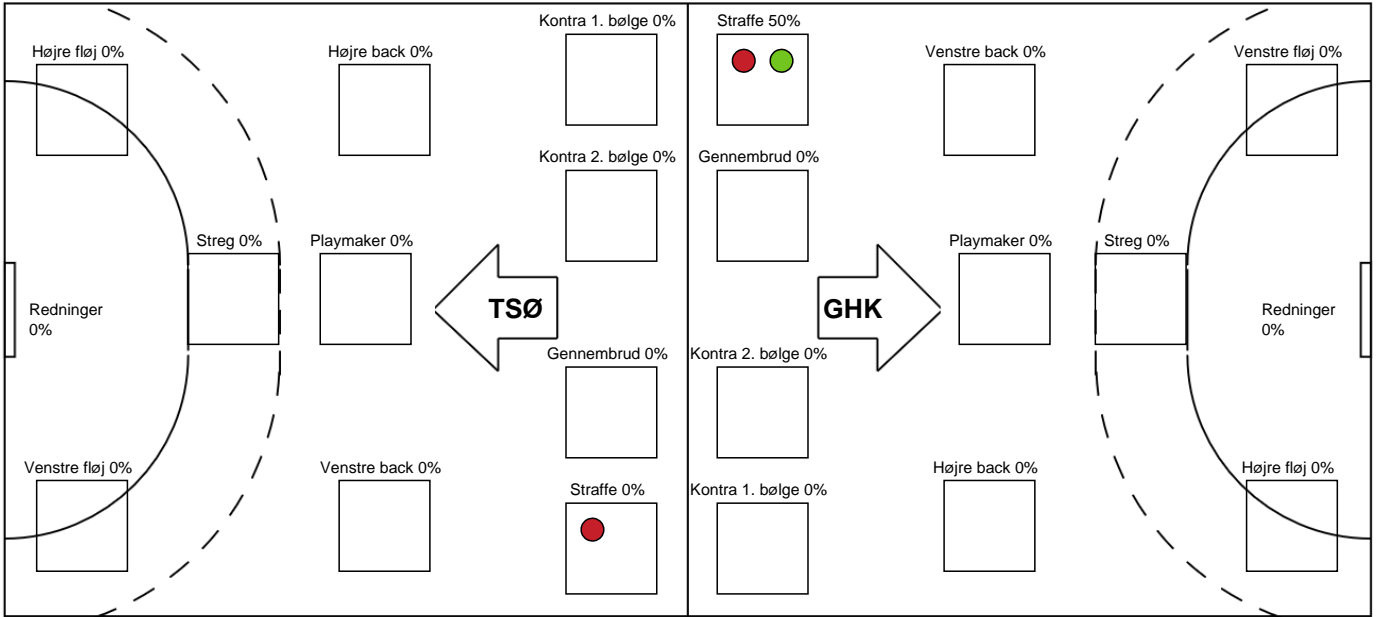 Kontra 1. bølge 0%
Straffe 50%
Højre fløj 0%
Højre back 0%
Venstre back 0%
Venstre fløj 0%
Kontra 2. bølge 0%
Gennembrud 0%
Streg 0%
Playmaker 0%
Playmaker 0%
Streg 0%
Redninger
0%
TSØ
GHK
Redninger
0%
Gennembrud 0%
Kontra 2. bølge 0%
Venstre fløj 0%
Venstre back 0%
Højre back 0%
Højre fløj 0%
Straffe 0%
Kontra 1. bølge 0%